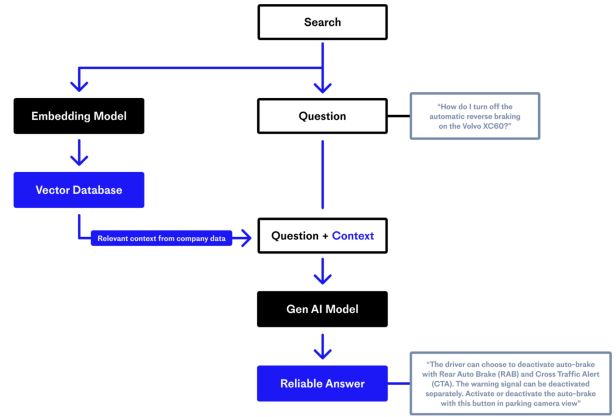 Search
Embedding Model
Question
“How do I turn off the
automatic reverse braking
on the Volvo XC60?”
Vector Database
Relevant context from company data
Question + Context
Gen AI Model
Reliable Answer
“The driver can choose to deactivate auto-brake
with Rear Auto Brake (RAB) and Cross Traffic Alert
(CTA). The warning signal can be deactivated
separately. Activate or deactivate the auto-brake
with this button in parking camera view”